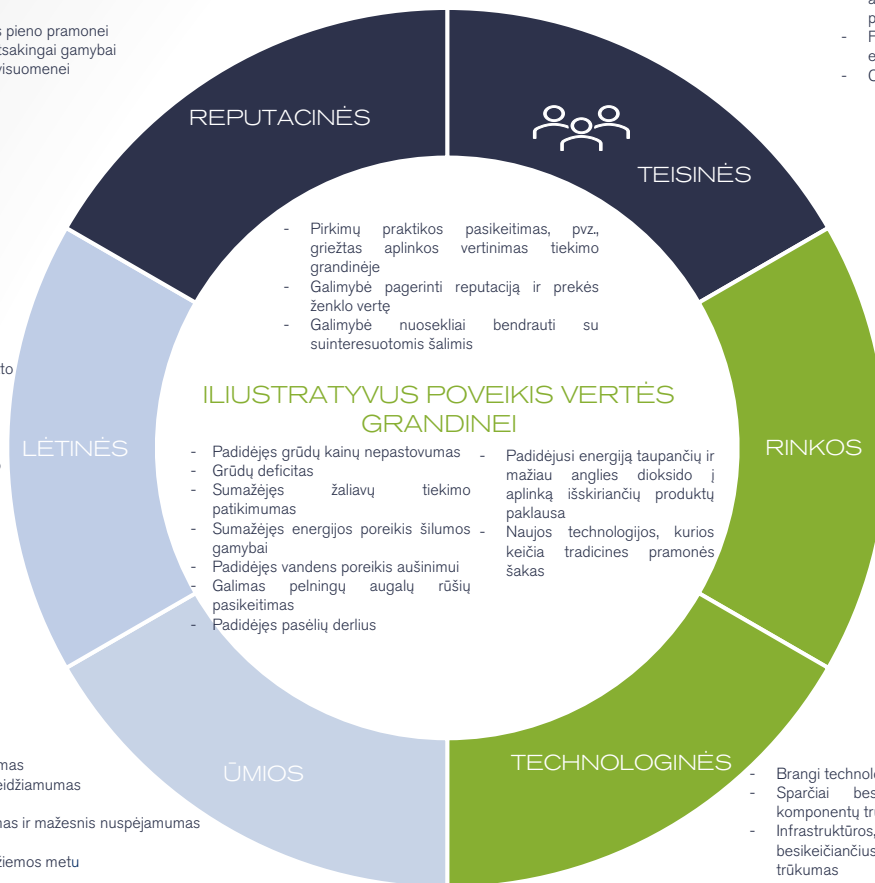 s pieno pramonei
tsakingai gamybai
visuomenei
REPUTACINĖS
TEISINĖS
- Pirkimų praktikos pasikeitimas, pvz.,
griežtas aplinkos vertinimas tiekimo
grandinėje
- Galimybė pagerinti reputaciją ir prekės
ženklo vertę
- Galimybė nuosekliai bendrauti su
suinteresuotomis šalimis
ILIUSTRATYVUS POVEIKIS VERTĖS
GRANDINEI
LĖTINĖS
RINKOS
- Padidėjęs grūdų kainų nepastovumas
- Grūdų deficitas
- Sumažėjęs žaliavų tiekimo
patikimumas
- Sumažėjęs energijos poreikis šilumos
gamybai
- Padidėjęs vandens poreikis aušinimui
- Galimas pelningų augalų rūšių
pasikeitimas
- Padidėjęs pasėlių derlius
- Padidėjusi energiją taupančių ir
mažiau anglies dioksido į
aplinką išskiriančių produktų
paklausa
- Naujos technologijos, kurios
keičia tradicines pramonės
šakas
ŪMIOS
TECHNOLOGINĖS
mas
eidžiamumas
nas ir mažesnis nuspėjamumas
žiemos metu
- Brangi technolo
- Sparčiai bes
komponentų trū
- Infrastruktūros,
besikeičiančius
trūkumas